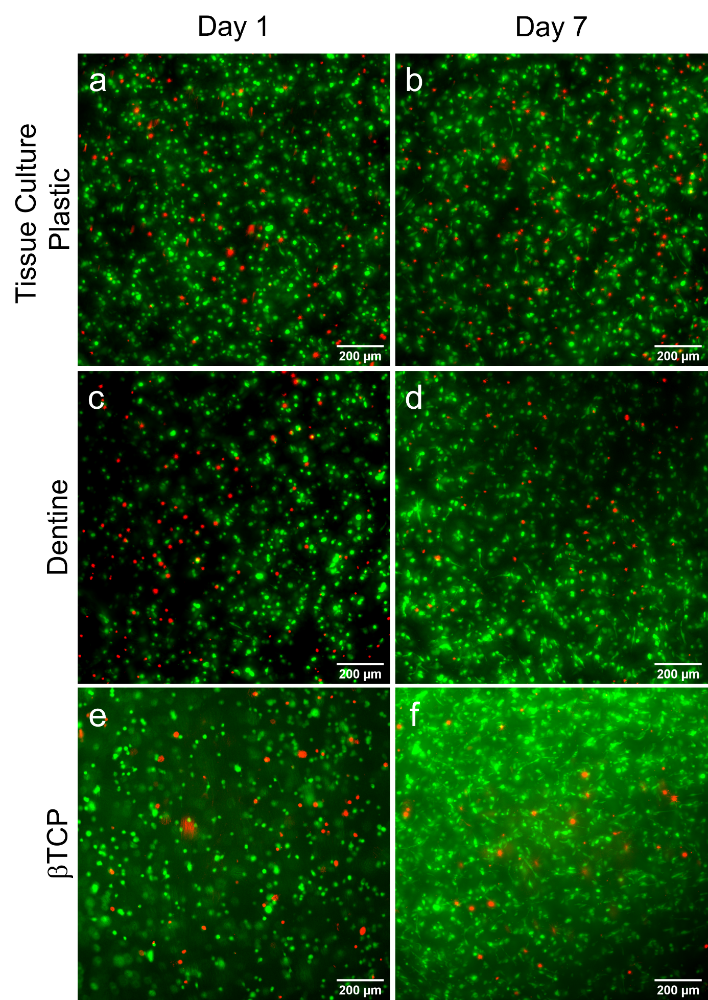 Day 1
Day 7
Tissue Culture
Plastic
a
200 µm
b
200 µm
Dentine
c
200 µm
d
200 µm
βTCP
e
200 µm
f
200 µm